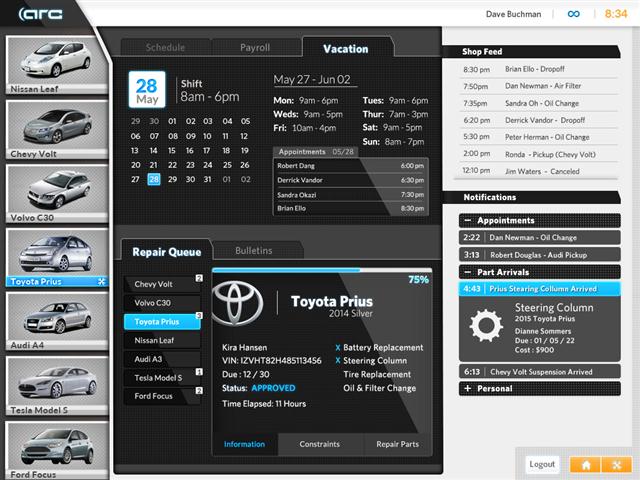 arc
Dave Buchman
8:34
Nissan Leaf
Chevy Volt
Volvo C30
Toyota Prius
Audi A4
Tesla Model S
Ford Focus
Schedule
Payroll
Vacation
28
May
Shift
8am - 6pm
29 30 01 02 03 04 05
06 07 08 09 10 11 12
13 14 15 16 17 18 19
20 21 22 23 24 25 26
27 28 29 30 31 01 02
May 27 - Jun 02
Mon: 9am - 6pm
Tues: 9am - 6pm
Weds: 9am - 5pm
Thur: 7am - 3pm
Fri: 10am - 4pm
Sat: 9am - 5pm
Sun: 8am - 7pm
Appointments 05/28
Robert Dang 6:00 pm
Derrick Vandor 6:30 pm
Sandra Okazi 7:30 pm
Brian Ello 8:30 pm
Repair Queue
Bulletins
Chevy Volt 2
Volvo C30
Toyota Prius 3
Nissan Leaf
Audi A3
Tesla Model S 1
Ford Focus 2
75%
Toyota Prius
2014 Silver
Kira Hansen
VIN: IZVHT82H485113456
Due : 12 / 30
Status: APPROVED
Time Elapsed: 11 Hours
X Battery Replacement
X Steering Column
Tire Replacement
Oil & Filter Change
Information
Constraints
Repair Parts
Shop Feed
8:30 pm Brian Ello - Dropoff
7:50pm Dan Newman - Air Filter
7:35pm Sandra Oh - Oil Change
6:20 pm Derrick Vandor - Dropoff
5:30 pm Peter Herman - Oil Change
2:00 pm Ronda - Pickup (Chevy Volt)
12:10 pm Jim Waters - Canceled
Notifications
Appointments
2:22 Dan Newman - Oil Change
3:13 Robert Douglas - Audi Pickup
Part Arrivals
4:43 Prius Stearing Collumn Arrived
Steering Column
2015 Toyota Prius
Dianne Sommers
Due : 01 / 05 / 22
Cost : $900
6:13 Chevy Volt Suspension Arrived
Personal
Logout